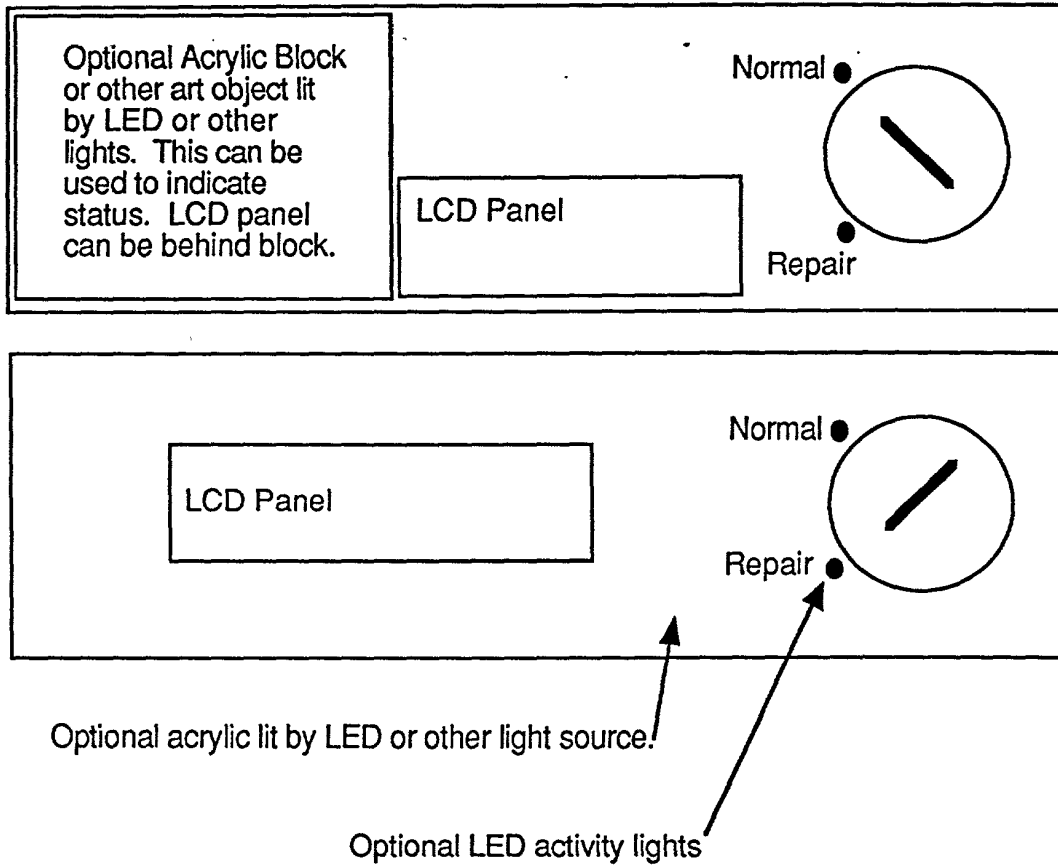 Optional Acrylic Block
or other art object lit
by LED or other
lights. This can be
used to indicate
status. LCD panel
can be behind block.
LCD Panel
Normal
Repair
LCD Panel
Normal
Repair
Optional acrylic lit by LED or other light source.
Optional LED activity lights